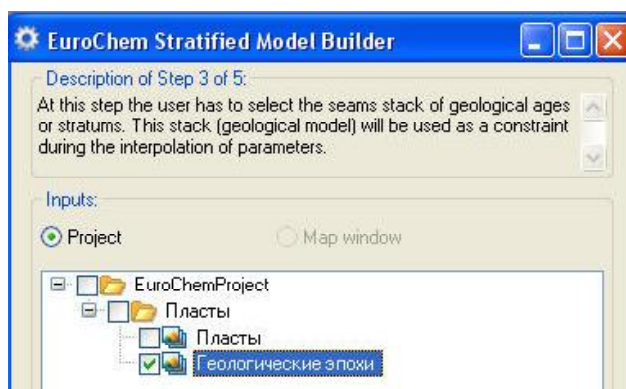 EuroChem Stratified Model Builder
Description of Step 3 of 5:
At this step the user has to select the seams stack of geological ages
or stratums. This stack (geological model) will be used as a constraint
during the interpolation of parameters.
Inputs:
Project
Map window
EuroChemProject
Пласты
Пласты
Геологические эпохи